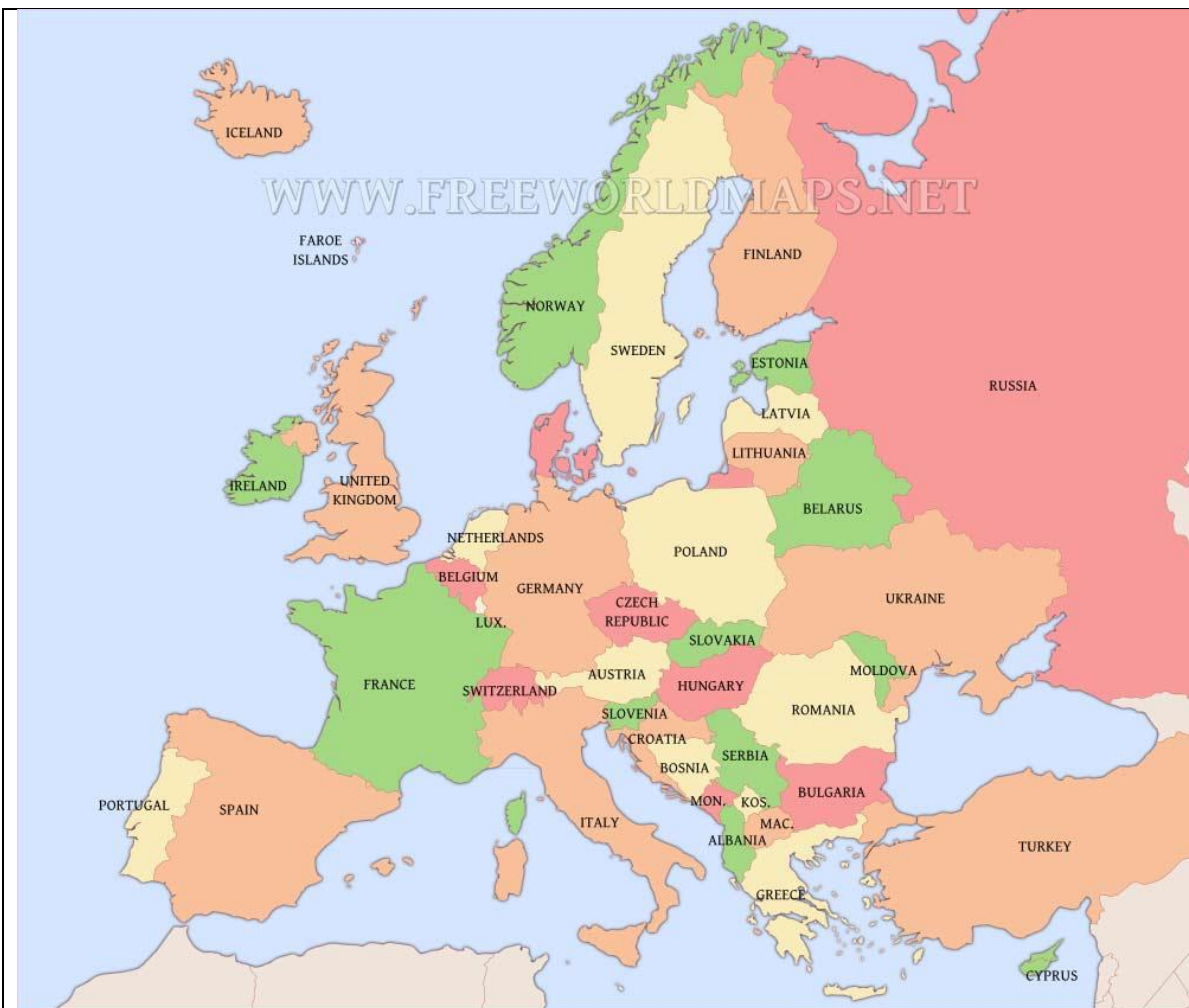 ICELAND
WWW.FREEWORLDMAPS.NET
FAROE
ISLANDS
FINLAND
NORWAY
SWEDEN
ESTONIA
RUSSIA
LATVIA
LITHUANIA
IRELAND
UNITED
KINGDOM
BELARUS
NETHERLANDS
POLAND
BELGIUM
GERMANY
UKRAINE
CZECH
REPUBLIC
LUX.
SLOVAKIA
MOLDOVA
AUSTRIA
FRANCE
SWITZERLAND
HUNGARY
ROMANIA
SLOVENIA
CROATIA
SERBIA
BOSNIA
BULGARIA
PORTUGAL
SPAIN
MON.
KOS.
ITALY
MAC.
ALBANIA
TURKEY
GREECE
CYPRUS